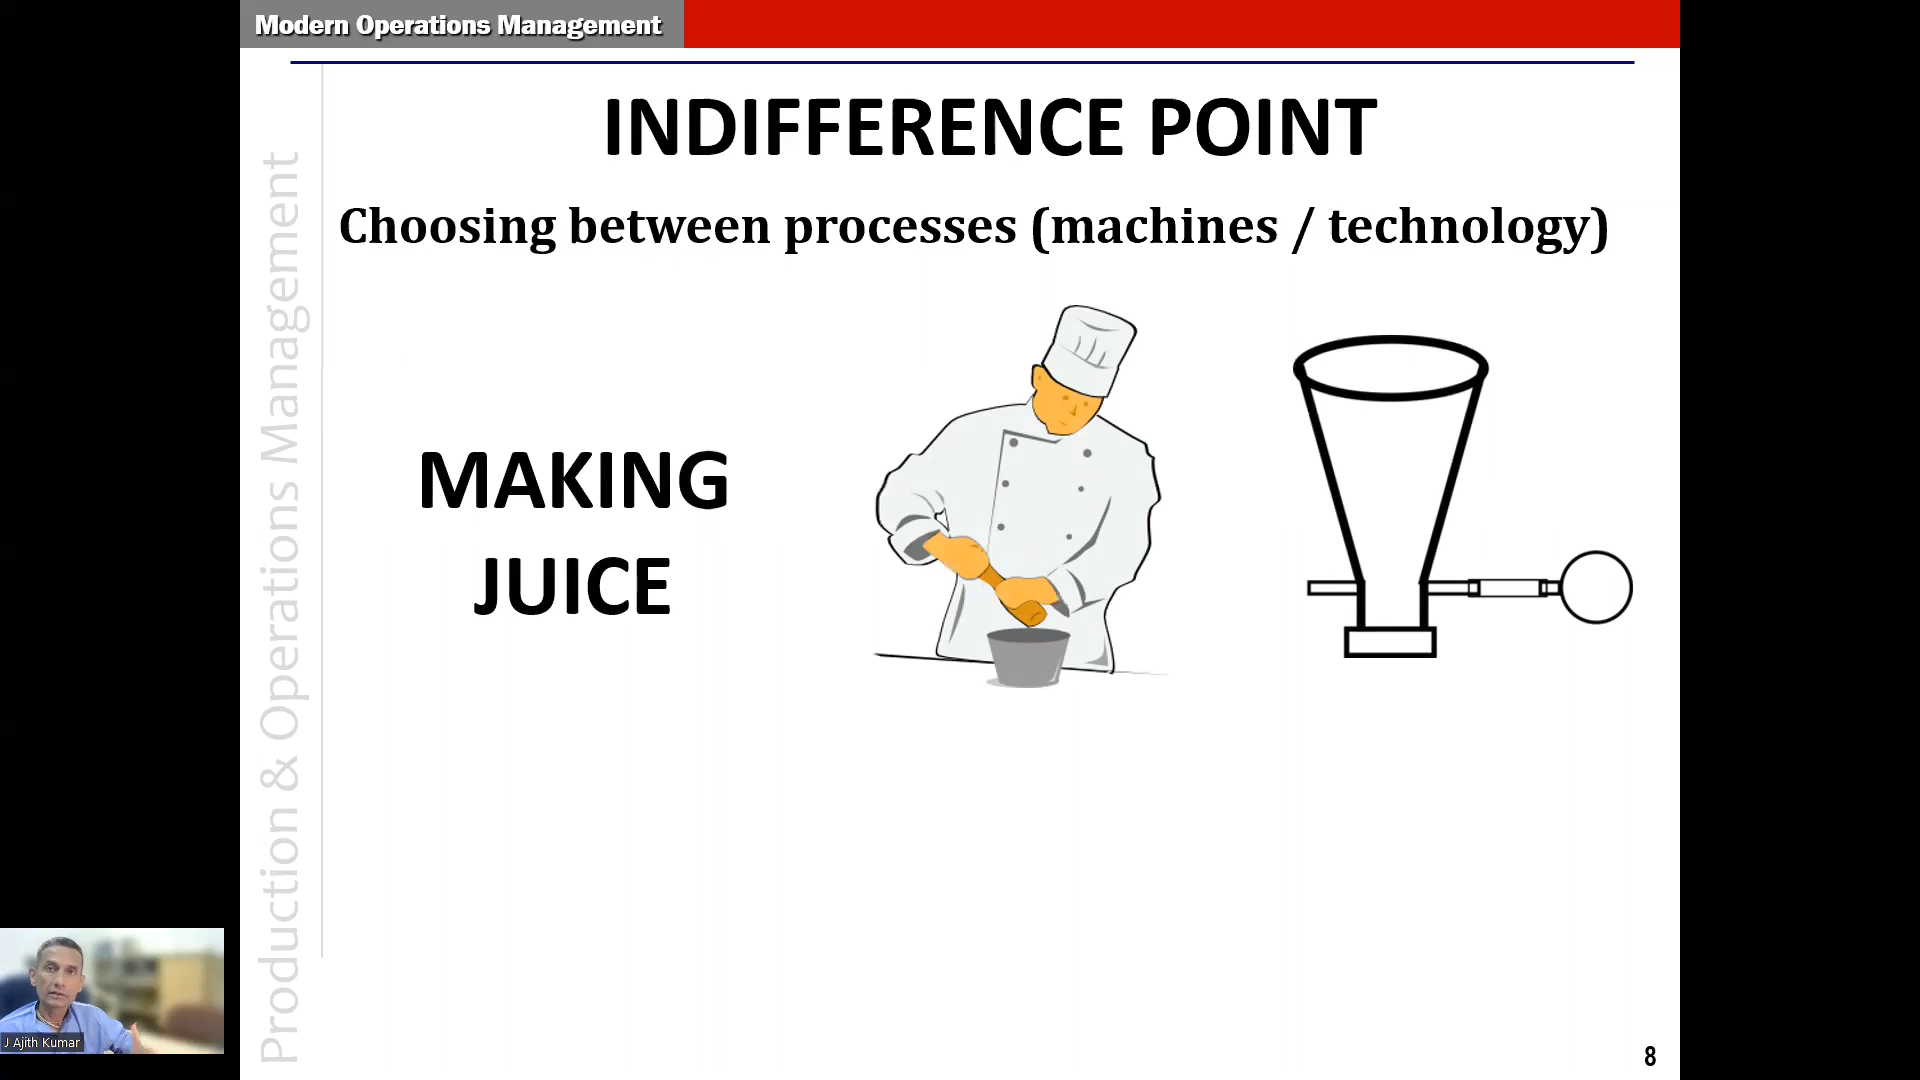 Modern Operations Management
INDIFFERENCE POINT
Choosing between processes (machines / technology)
MAKING
JUICE
Production & Operations Management
J Ajith Kumar
8